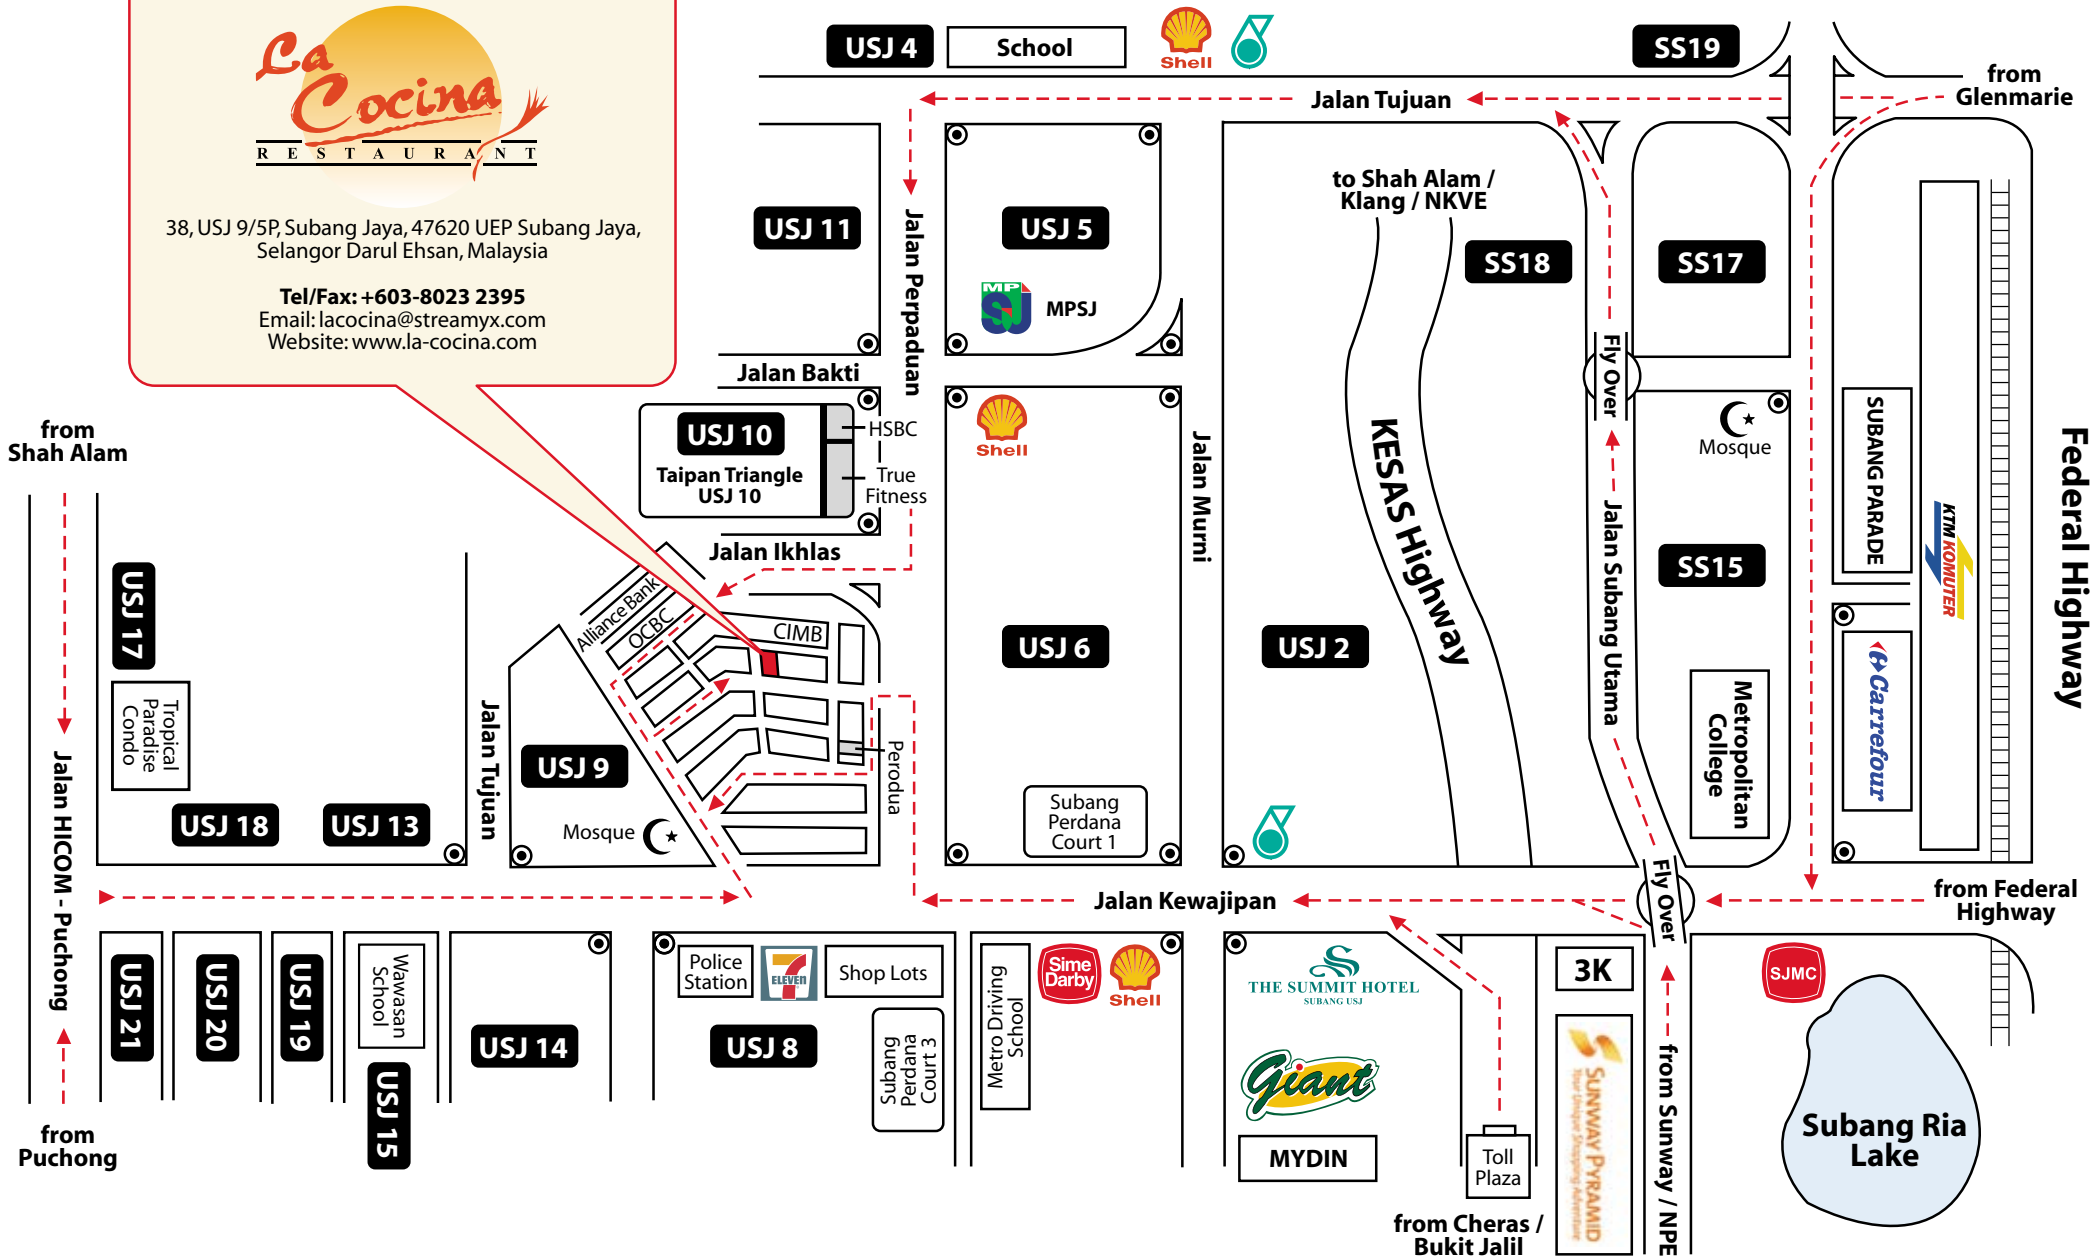 La
Cocina
RESTAURANT
38, USJ 9/5P, Subang Jaya, 47620 UEP Subang Jaya,
Selangor Darul Ehsan, Malaysia
Tel/Fax: +603-8023 2395
Email: lacocina@streamyx.com
Website: www.la-cocina.com
USJ 4
School
Shell
SS19
from
Glenmarie
Jalan Tujuan
to Shah Alam /
Klang / NKVE
USJ 11
Jalan Perpaduan
USJ 5
MP
SJ
MPSJ
SS18
SS17
Jalan Bakti
Fly Over
from
Shah Alam
USJ 10
Taipan Triangle
USJ 10
HSBC
True
Fitness
Shell
Jalan Murni
KESAS Highway
Mosque
SUBANG PARADE
KTM KOMUTER
Federal Highway
Jalan Ikhlas
Jalan Subang Utama
SS15
USJ 17
Alliance Bank
OCBC
CIMB
USJ 6
USJ 2
Carrefour
Tropical
Paradise
Condo
Jalan Tujuan
USJ 9
Perodua
Metropolitan
College
Jalan HICOM - Puchong
USJ 18
USJ 13
Mosque
Subang
Perdana
Court 1
Fly Over
Jalan Kewajipan
from Federal
Highway
USJ 21
USJ 20
USJ 19
Wawasan
School
USJ 15
USJ 14
Police
Station
7
ELEVEN
Shop Lots
USJ 8
Subang
Perdana
Court 3
Metro Driving
School
Sime
Darby
Shell
THE SUMMIT HOTEL
SUBANG USJ
Giant
MYDIN
3K
SJMC
SUNWAY PYRAMID
Your Unique Shopping Adventure
from Sunway / NPE
Toll
Plaza
Subang Ria
Lake
from
Puchong
from Cheras /
Bukit Jalil